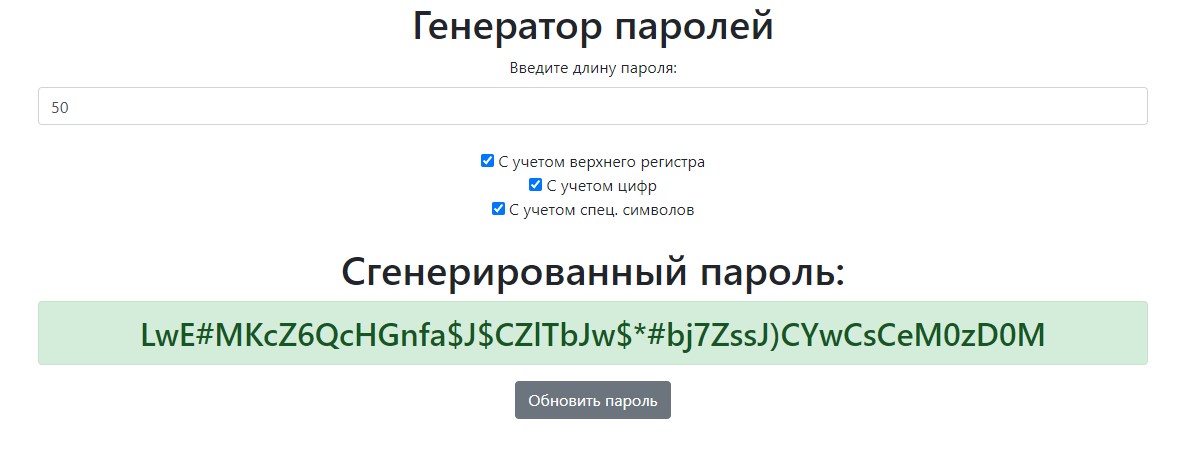 Генератор паролей
Введите длину пароля:
50
С учетом верхнего регистра
С учетом цифр
С учетом спец. символов
Сгенерированный пароль:
LwE#MKcZ6QcHGnfa$J$CZlTbJw$*#bj7ZssJ)CYwCsCeM0zD0M
Обновить пароль